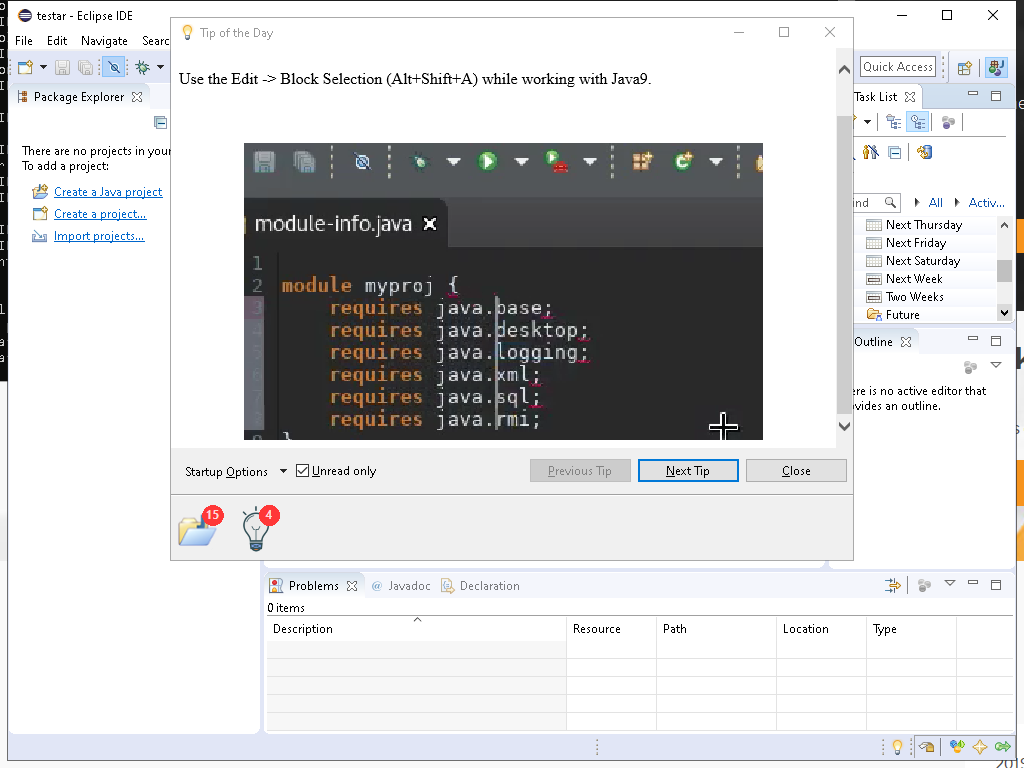 testar - Eclipse IDE
File Edit Navigate Searc
Tip of the Day
Quick Access
Use the Edit -> Block Selection (Alt+Shift+A) while working with Java9.
Package Explorer
There are no projects in your
To add a project:
Create a Java project
Create a project...
Import projects...
module-info.java
1
2 module myproj {
requires java.base;
requires java.desktop;
requires java.logging;
requires java.xml;
requires java.sql;
requires java.rmi;
}
Task List
ind All Activ...
Next Thursday
Next Friday
Next Saturday
Next Week
Two Weeks
Future
Outline
ere is no active editor that
ovides an outline.
Startup Options Unread only Previous Tip Next Tip Close
15 4
Problems Javadoc Declaration
0 items
Description Resource Path Location Type
2019